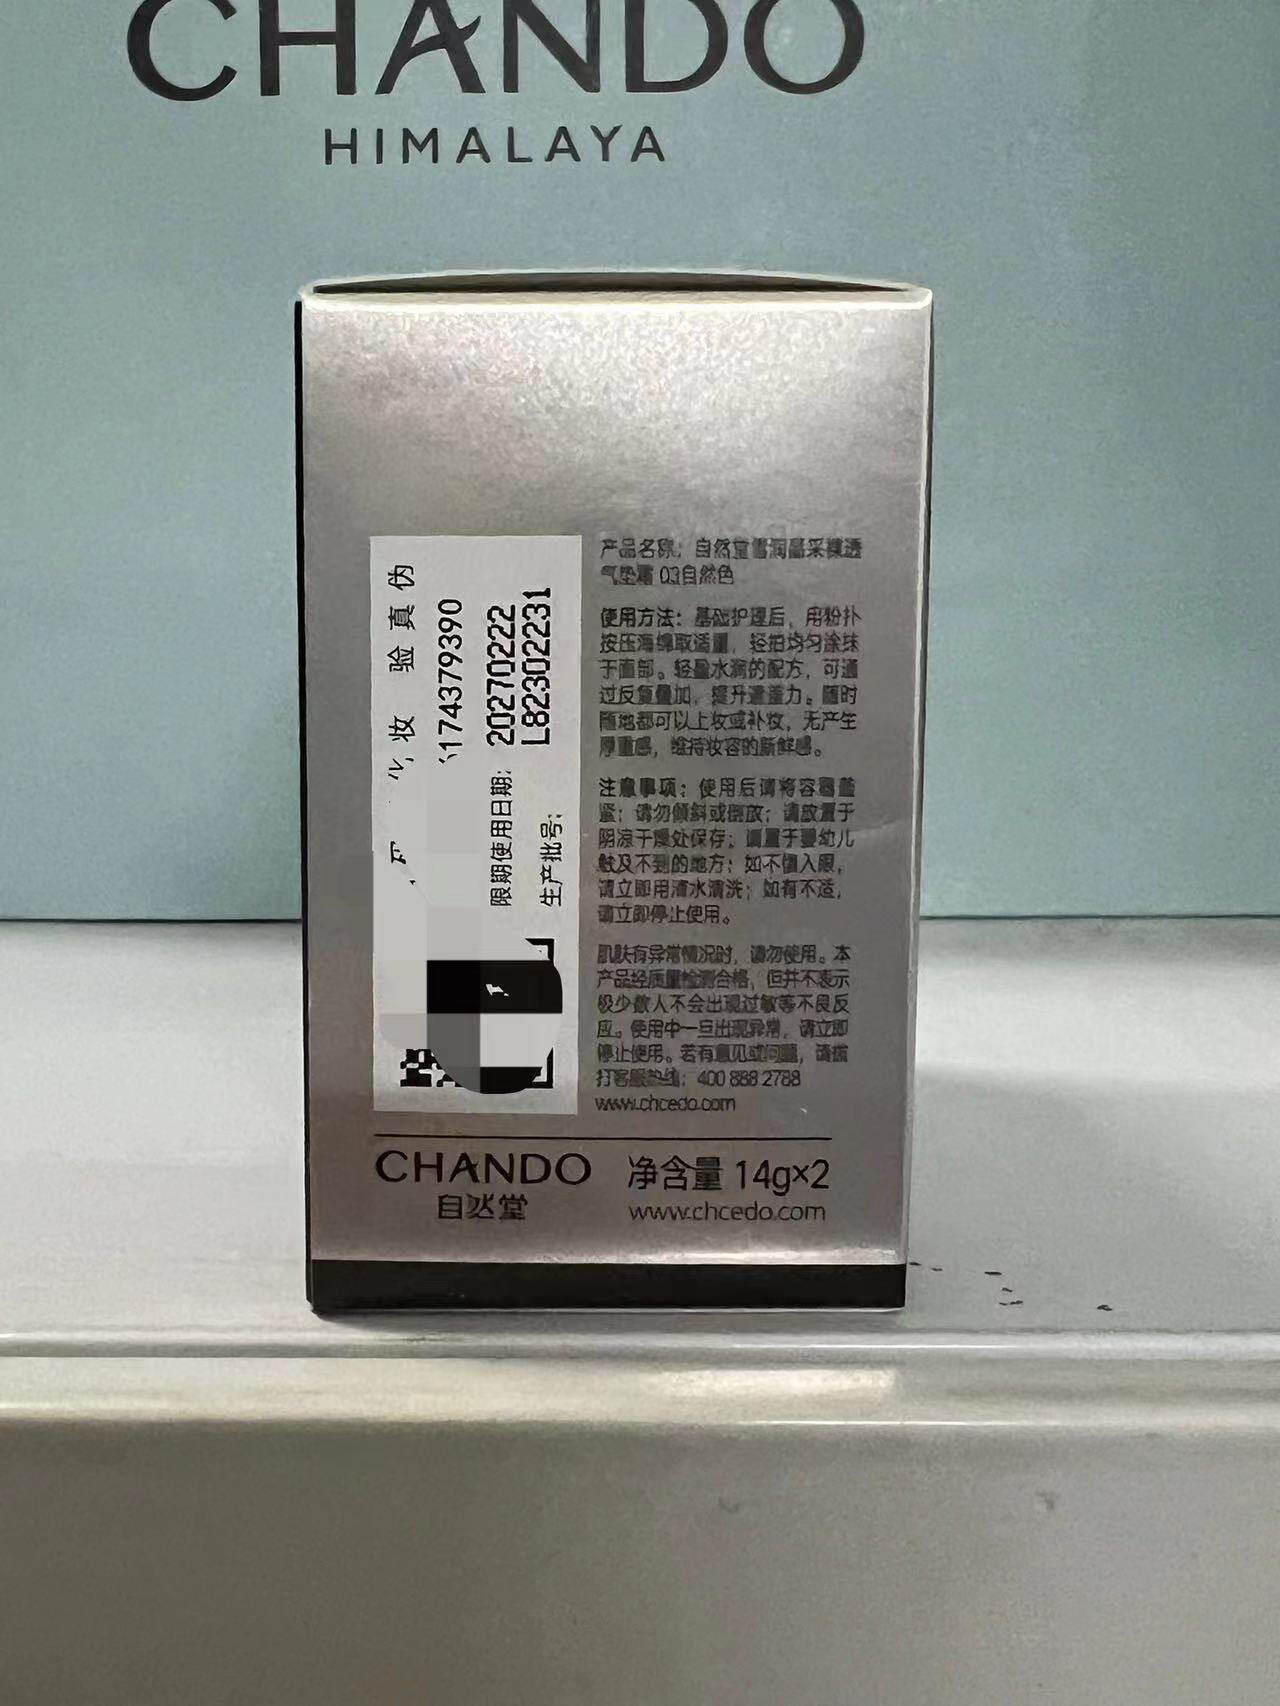 CHANDO
HIMALAYA
妆 验 真 伪
174379390
限期使用日期: 20270222
生产批号: L82302231
产品名称：自然堂雪润晶采裸透
气垫霜 03自然色
使用方法：基础护理后，用粉扑
按压海绵取适量，轻拍均匀涂抹
于面部。轻量水润的配方，可通
过反复叠加，提升遮盖力。随时
随地都可以上妆或补妆，无产生
厚重感，维持妆容的新鲜感。
注意事项：使用后请将容器盖
紧；请勿倾斜或倒放；请放置于
阴凉干燥处保存；请置于婴幼儿
触及不到的地方；如不慎入眼，
请立即用清水清洗；如有不适，
请立即停止使用。
肌肤有异常情况时，请勿使用。本
产品经质量检测合格，但并不表示
极少数人不会出现过敏等不良反
应。使用中一旦出现异常，请立即
停止使用。若有意见或问题，请拨
打客服热线：400 888 2788
www.chcedo.com
CHANDO
自然堂
净含量 14g×2
www.chcedo.com